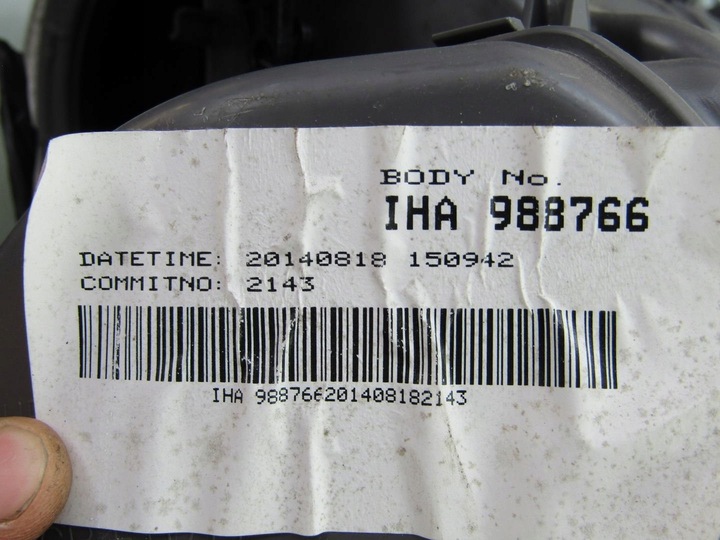 BODY No.
IHA 988766
DATETIME: 20140818 150942
COMMITNO: 2143
IHA 988766201408182143